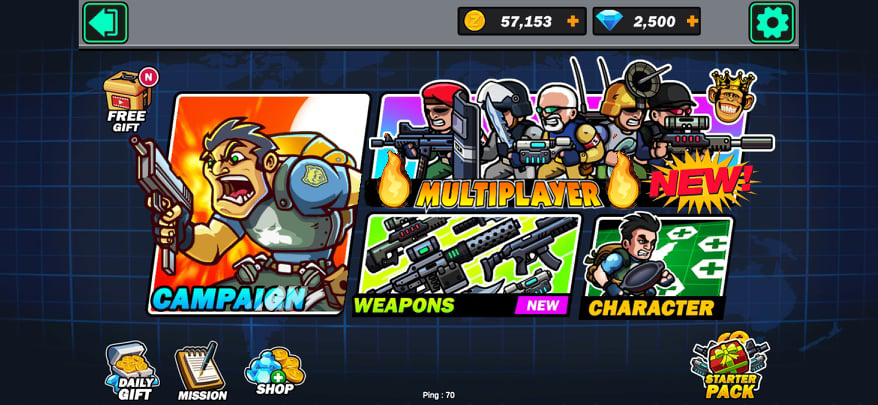 57,153
2,500
N
FREE
GIFT
MULTIPLAYER
NEW!
CAMPAIGN
WEAPONS
NEW
CHARACTER
DAILY
GIFT
MISSION
SHOP
STARTER
PACK
Ping : 70